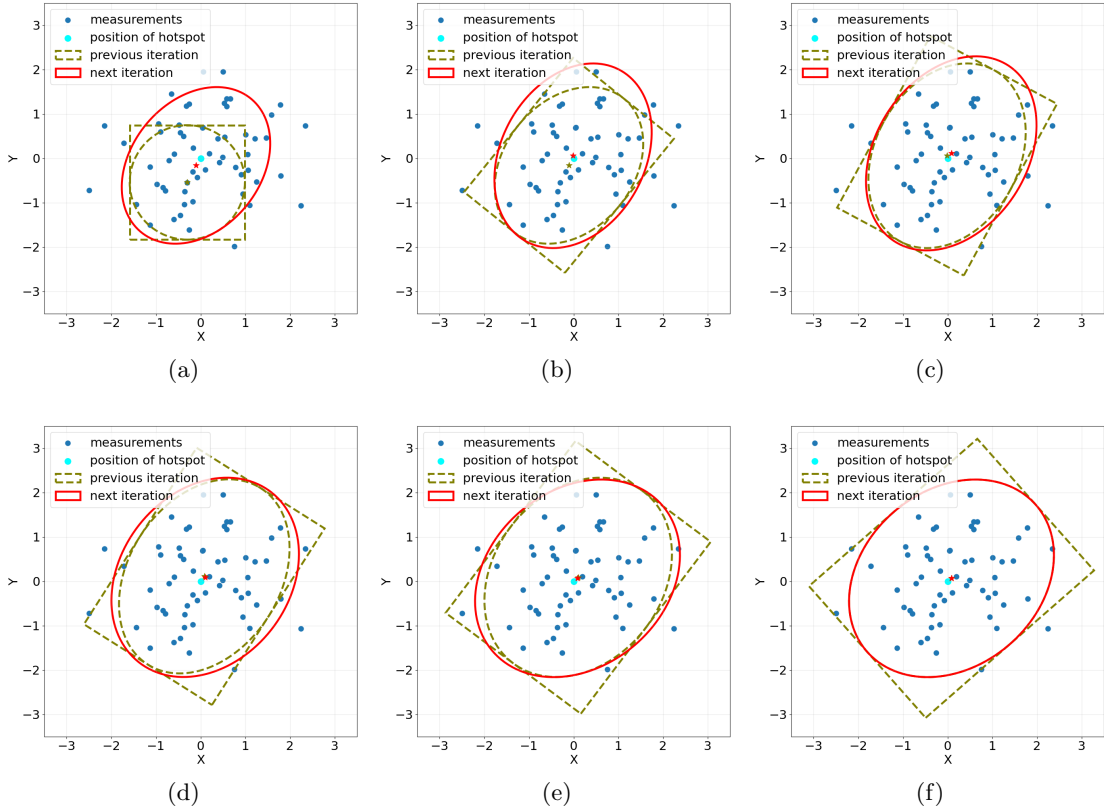 3
2
1
0
−1
−2
−3
Y
measurements
position of hotspot
previous iteration
next iteration
−3 −2 −1 0 1 2 3
X
(a)
3
2
1
0
−1
−2
−3
Y
measurements
position of hotspot
previous iteration
next iteration
−3 −2 −1 0 1 2 3
X
(b)
3
2
1
0
−1
−2
−3
Y
measurements
position of hotspot
previous iteration
next iteration
−3 −2 −1 0 1 2 3
X
(c)
3
2
1
0
−1
−2
−3
Y
measurements
position of hotspot
previous iteration
next iteration
−3 −2 −1 0 1 2 3
X
(d)
3
2
1
0
−1
−2
−3
Y
measurements
position of hotspot
previous iteration
next iteration
−3 −2 −1 0 1 2 3
X
(e)
3
2
1
0
−1
−2
−3
Y
measurements
position of hotspot
previous iteration
next iteration
−3 −2 −1 0 1 2 3
X
(f)